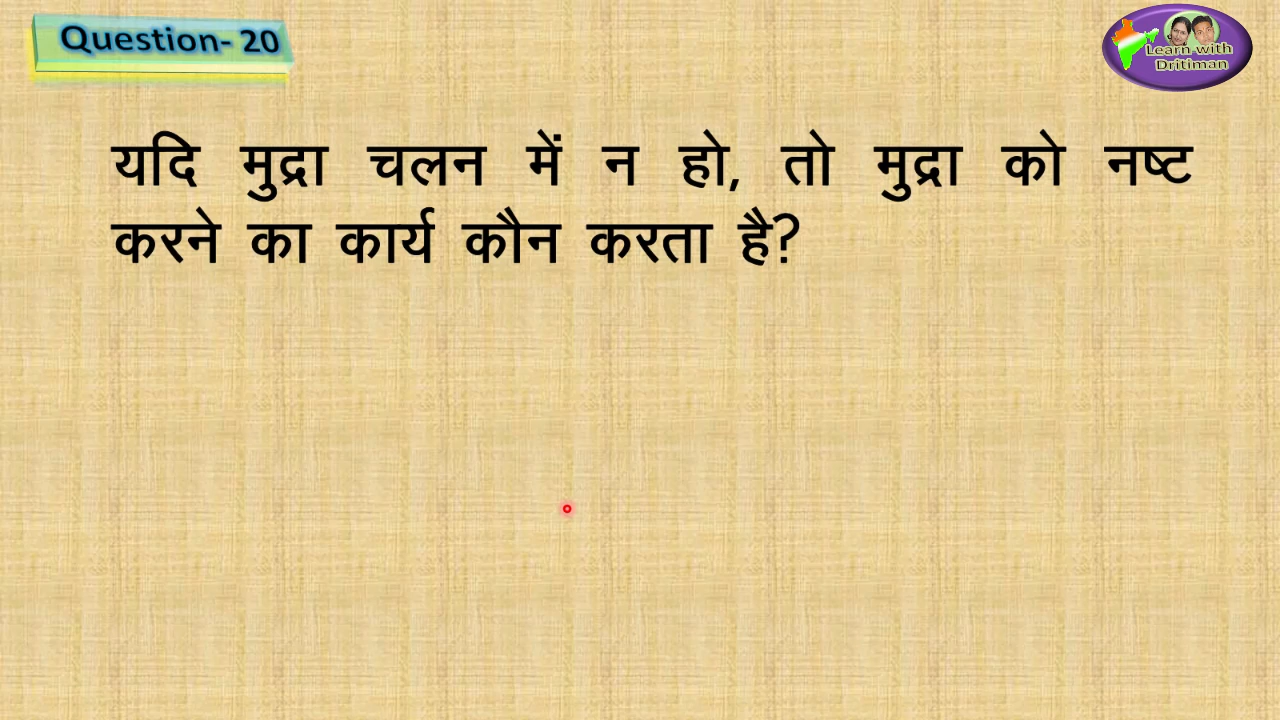 Question- 20
Learn with
Dritiman
यदि मुद्रा चलन में न हो, तो मुद्रा को नष्ट
करने का कार्य कौन करता है?